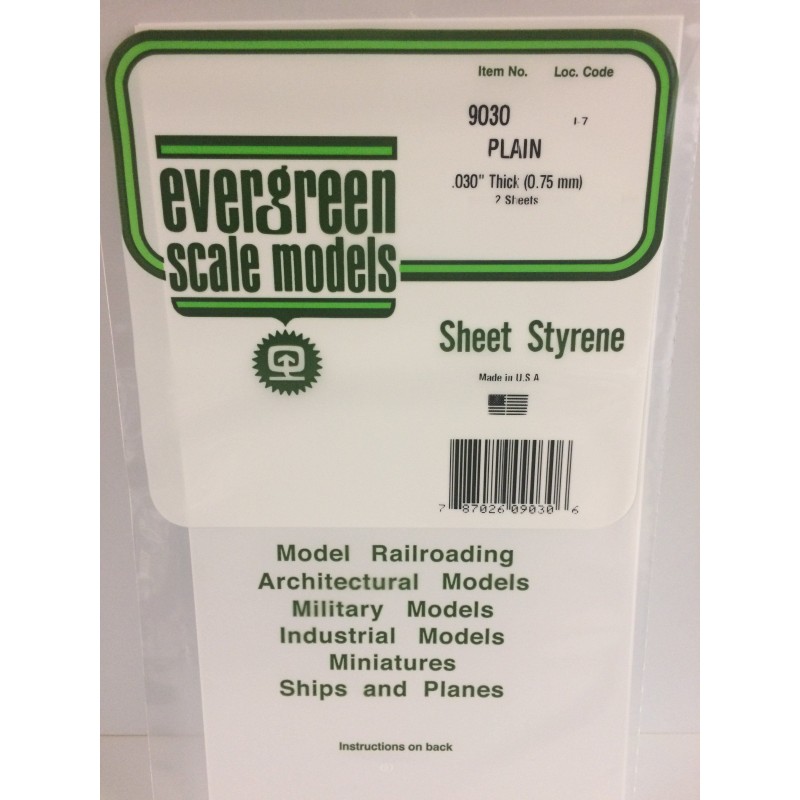 Item No. Loc. Code
9030 I-7
PLAIN
.030" Thick (0.75 mm)
2 Sheets
evergreen
scale models
Sheet Styrene
Made in U.S.A
7 87026 09030 6
Model Railroading
Architectural Models
Military Models
Industrial Models
Miniatures
Ships and Planes
Instructions on back